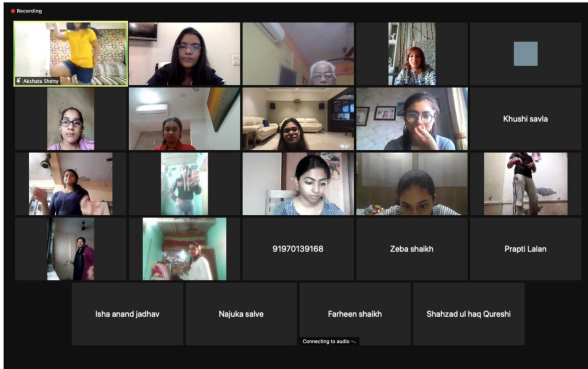 Recording
Akshata Shetty
Khushi savla
91970139168
Zeba shaikh
Prapti Lalan
Isha anand jadhav
Najuka salve
Farheen shaikh
Shahzad ul haq Qureshi
Connecting to audio